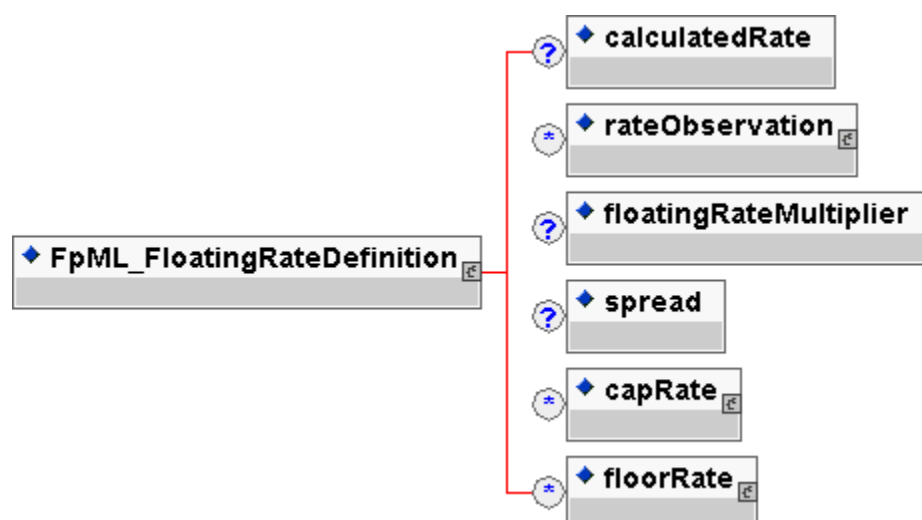 ? calculatedRate
* rateObservation
? floatingRateMultiplier
FpML_FloatingRateDefinition
? spread
* capRate
* floorRate